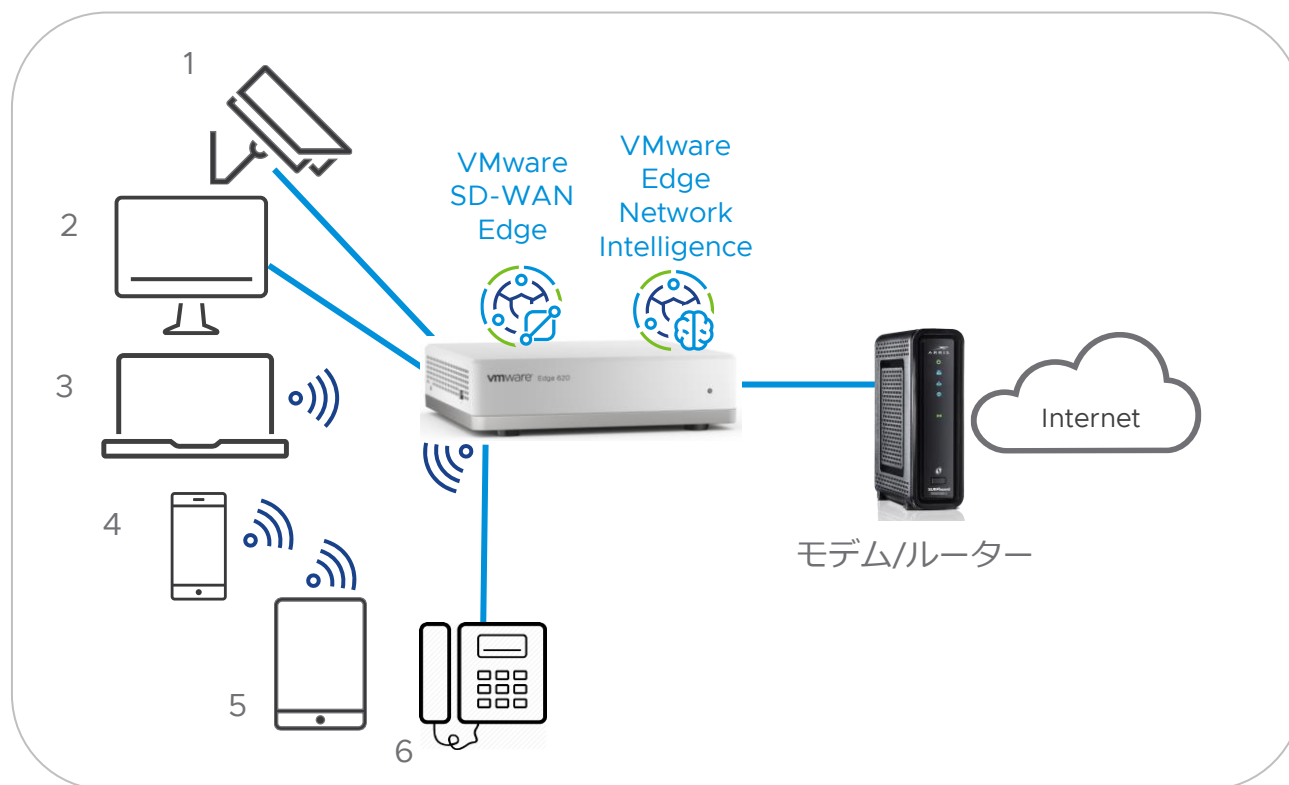 1
VMware
SD-WAN
Edge
VMware
Edge
Network
Intelligence
2
3
vmware Edge 620
ARRIS
Internet
4
モデム/ルーター
5
6